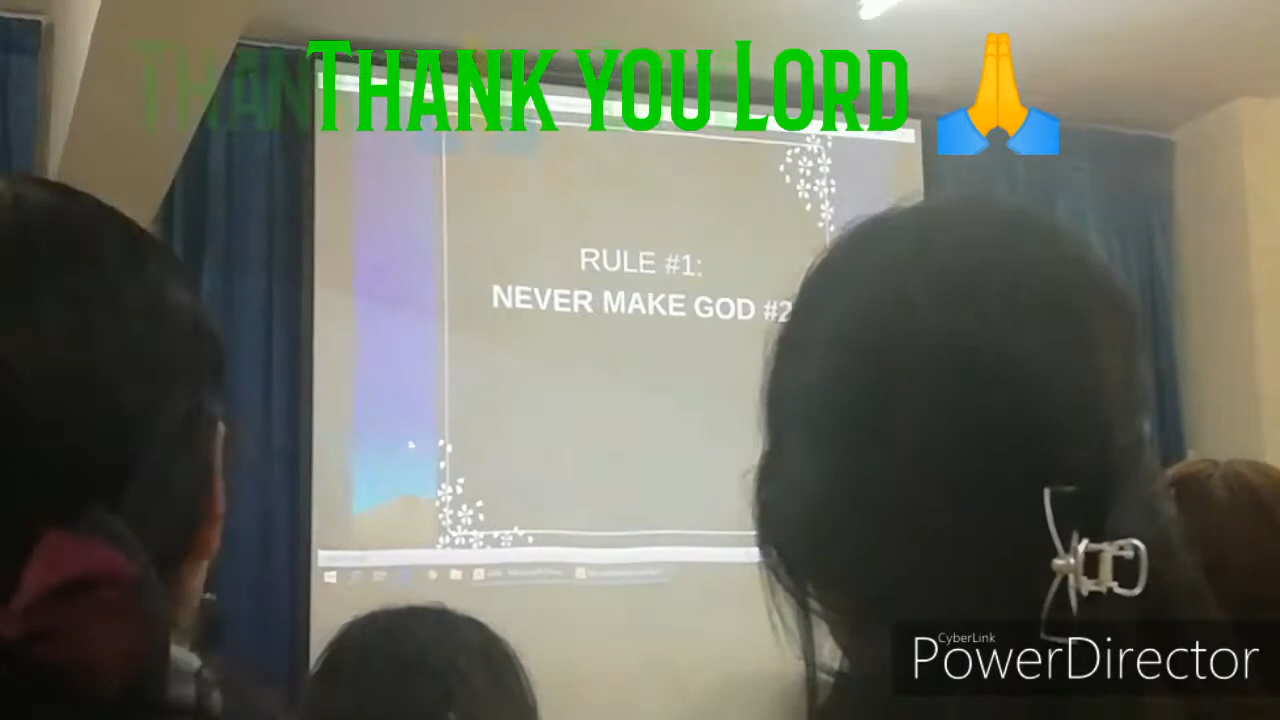 Thank you Lord 🙏
RULE #1:
NEVER MAKE GOD #2
CyberLink
PowerDirector